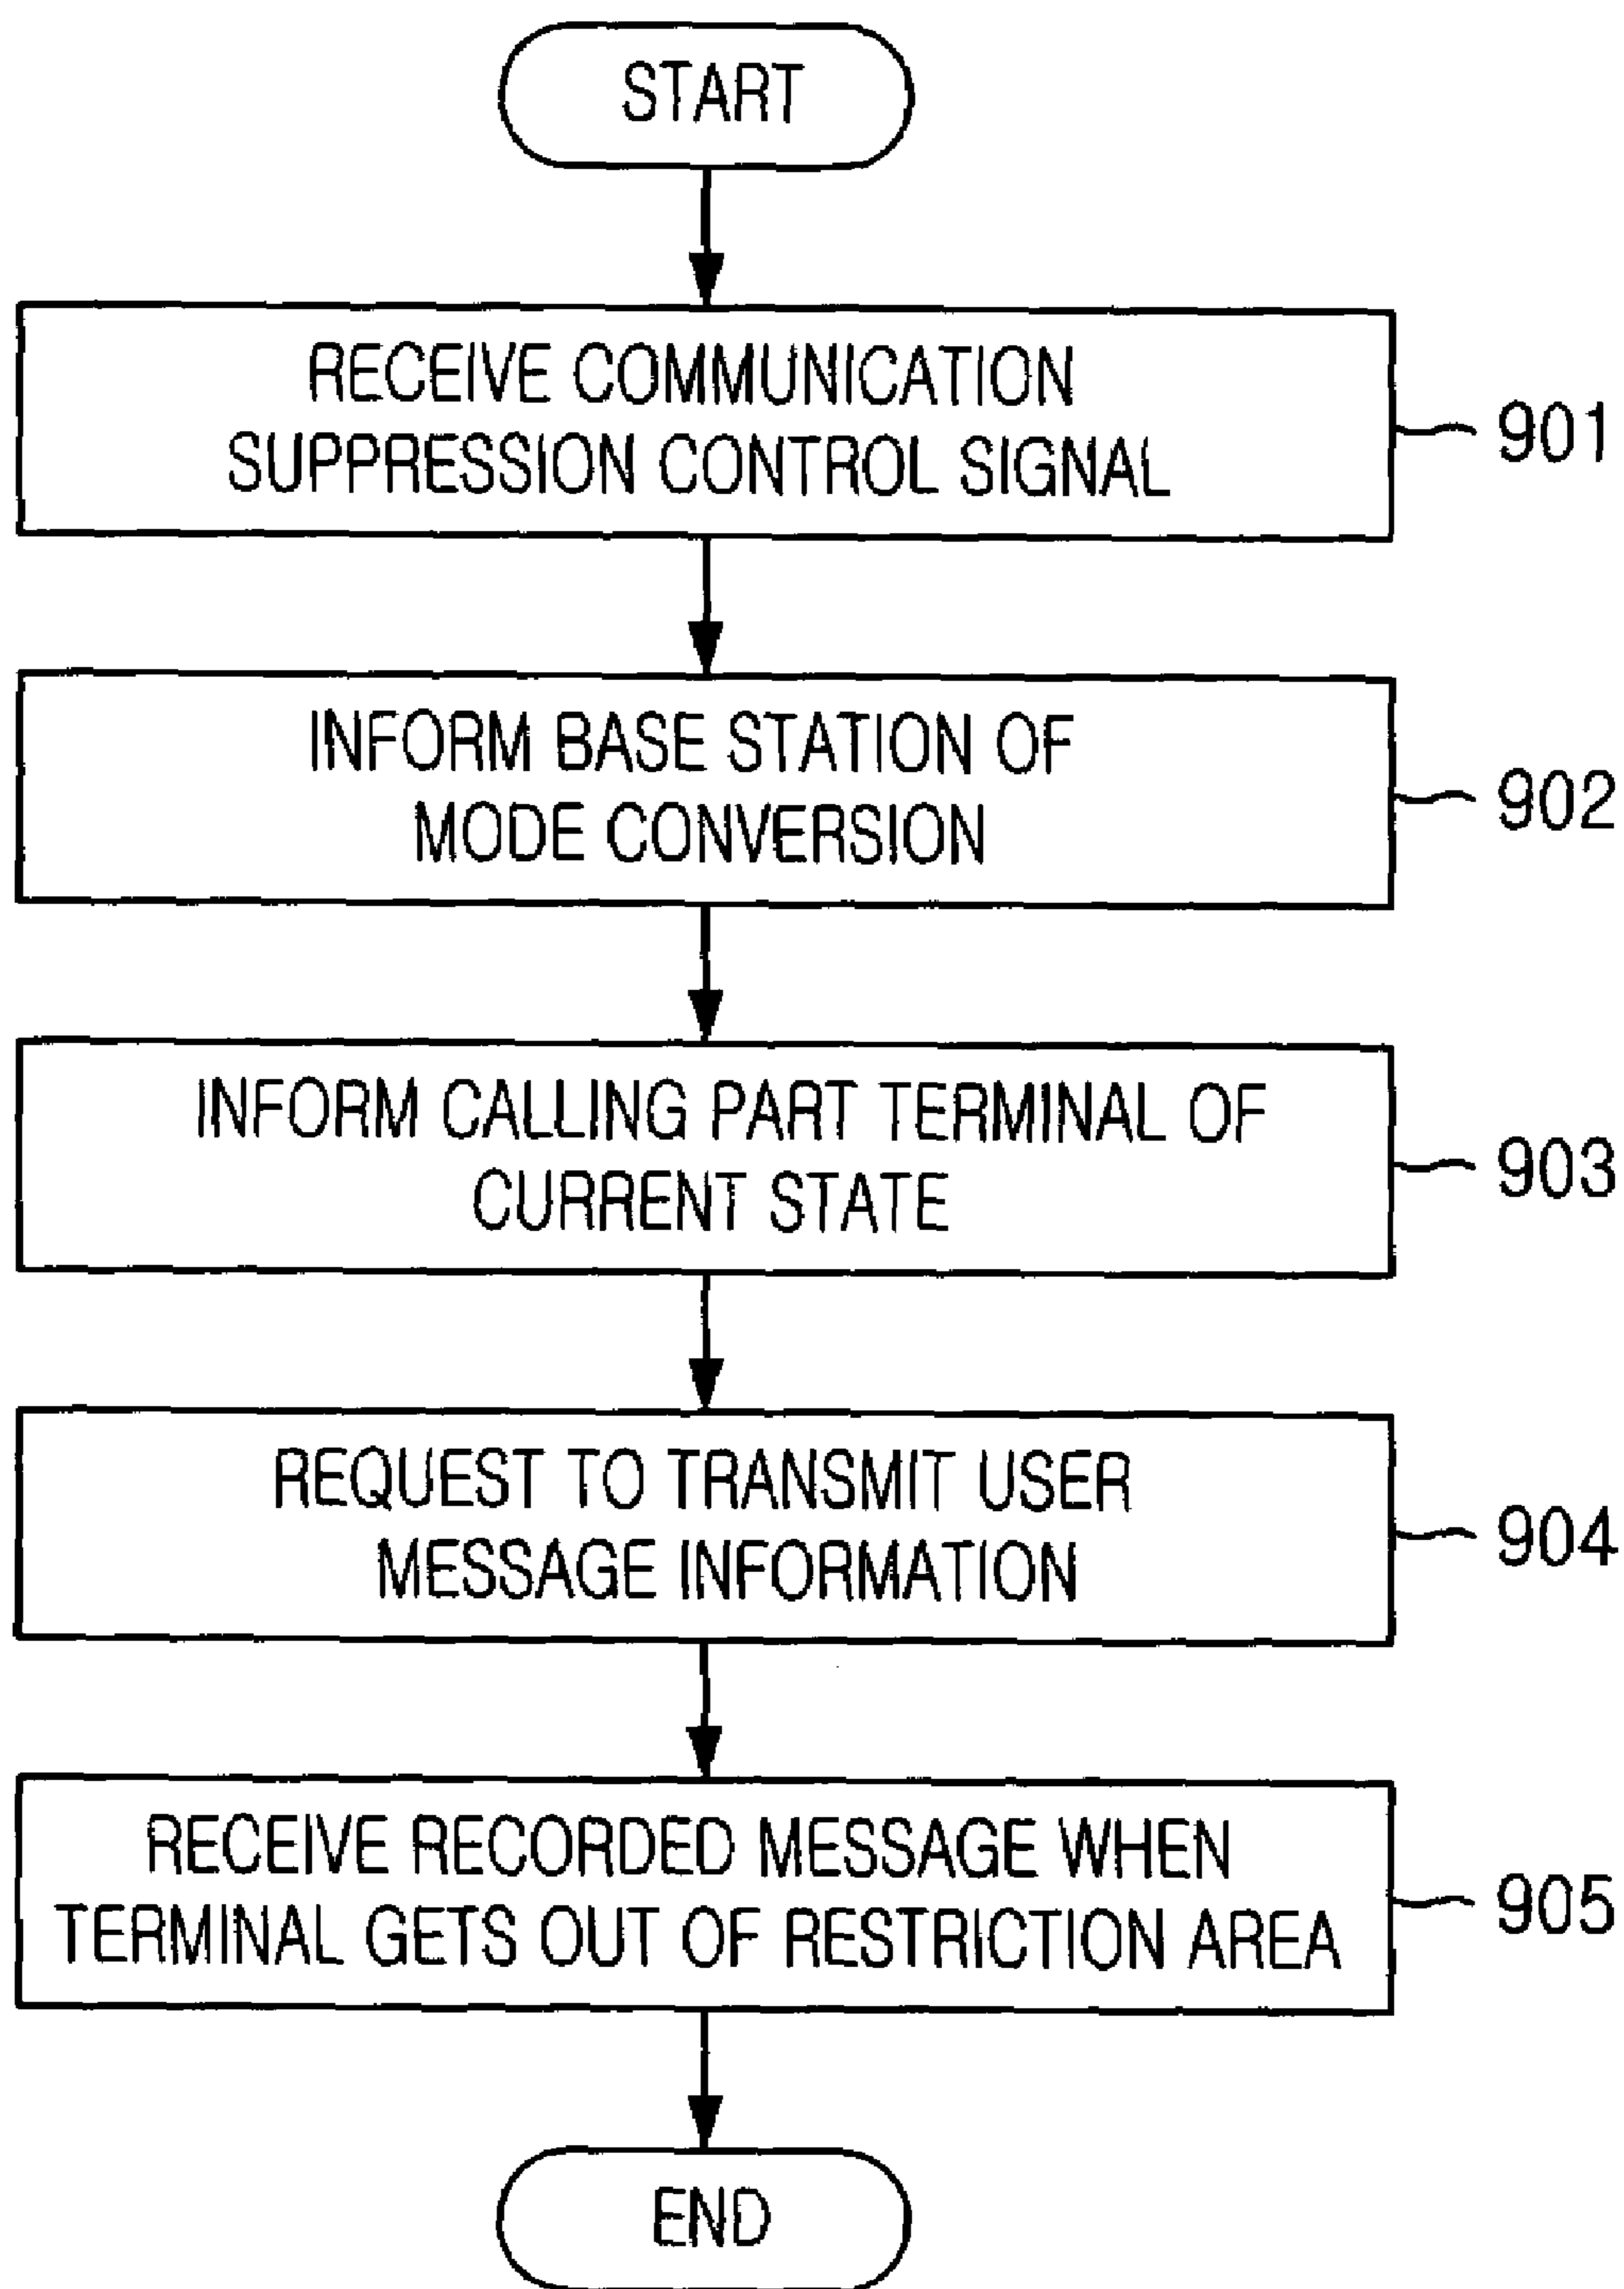 START
RECEIVE COMMUNICATION
SUPPRESSION CONTROL SIGNAL
901
INFORM BASE STATION OF
MODE CONVERSION
902
INFORM CALLING PART TERMINAL OF
CURRENT STATE
903
REQUEST TO TRANSMIT USER
MESSAGE INFORMATION
904
RECEIVE RECORDED MESSAGE WHEN
TERMINAL GETS OUT OF RESTRICTION AREA
905
END